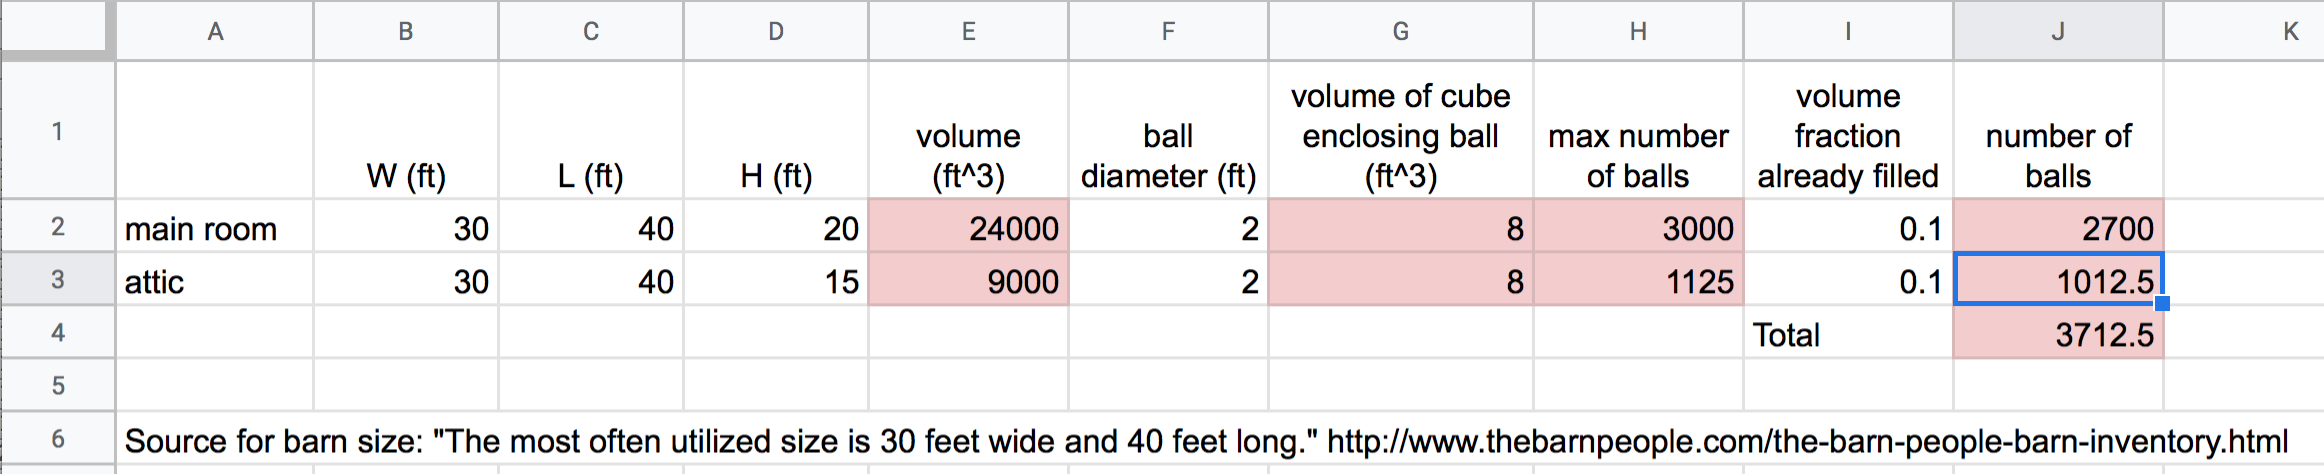 A B C D E F G H I J K
1 W (ft) L (ft) H (ft) volume (ft^3) ball diameter (ft) volume of cube enclosing ball (ft^3) max number of balls volume fraction already filled number of balls
2 main room 30 40 20 24000 2 8 3000 0.1 2700
3 attic 30 40 15 9000 2 8 1125 0.1 1012.5
4 Total 3712.5
5
6 Source for barn size: "The most often utilized size is 30 feet wide and 40 feet long." http://www.thebarnpeople.com/the-barn-people-barn-inventory.html